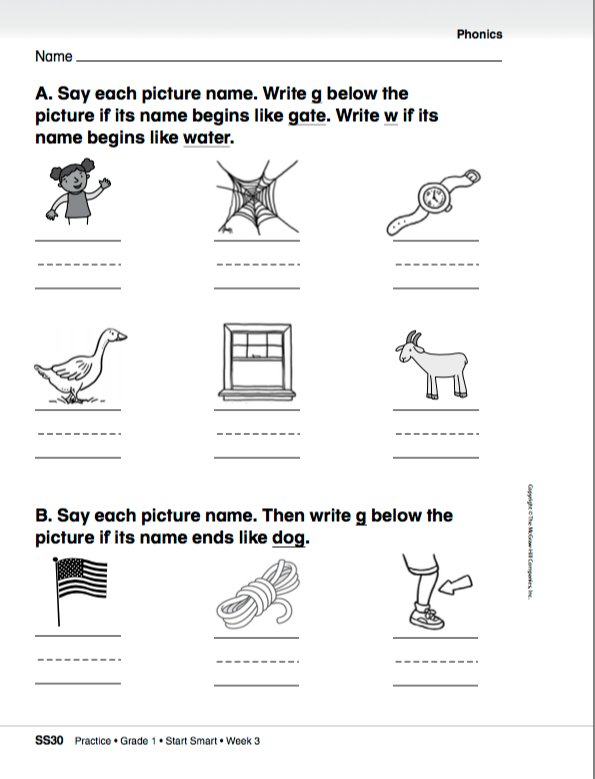 Phonics
Name
A. Say each picture name. Write g below the
picture if its name begins like gate. Write w if its
name begins like water.
B. Say each picture name. Then write g below the
picture if its name ends like dog.
Copyright © The McGraw-Hill Companies, Inc.
SS30 Practice • Grade 1 • Start Smart • Week 3